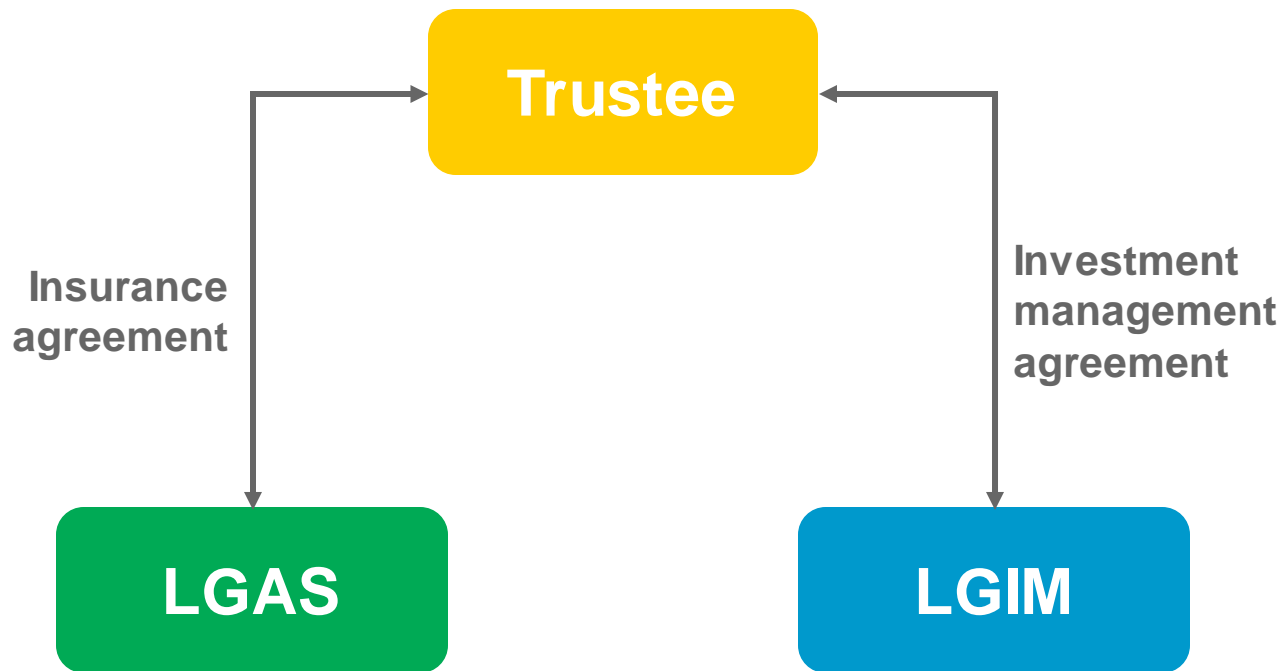 Trustee
Insurance
agreement
Investment
management
agreement
LGAS
LGIM